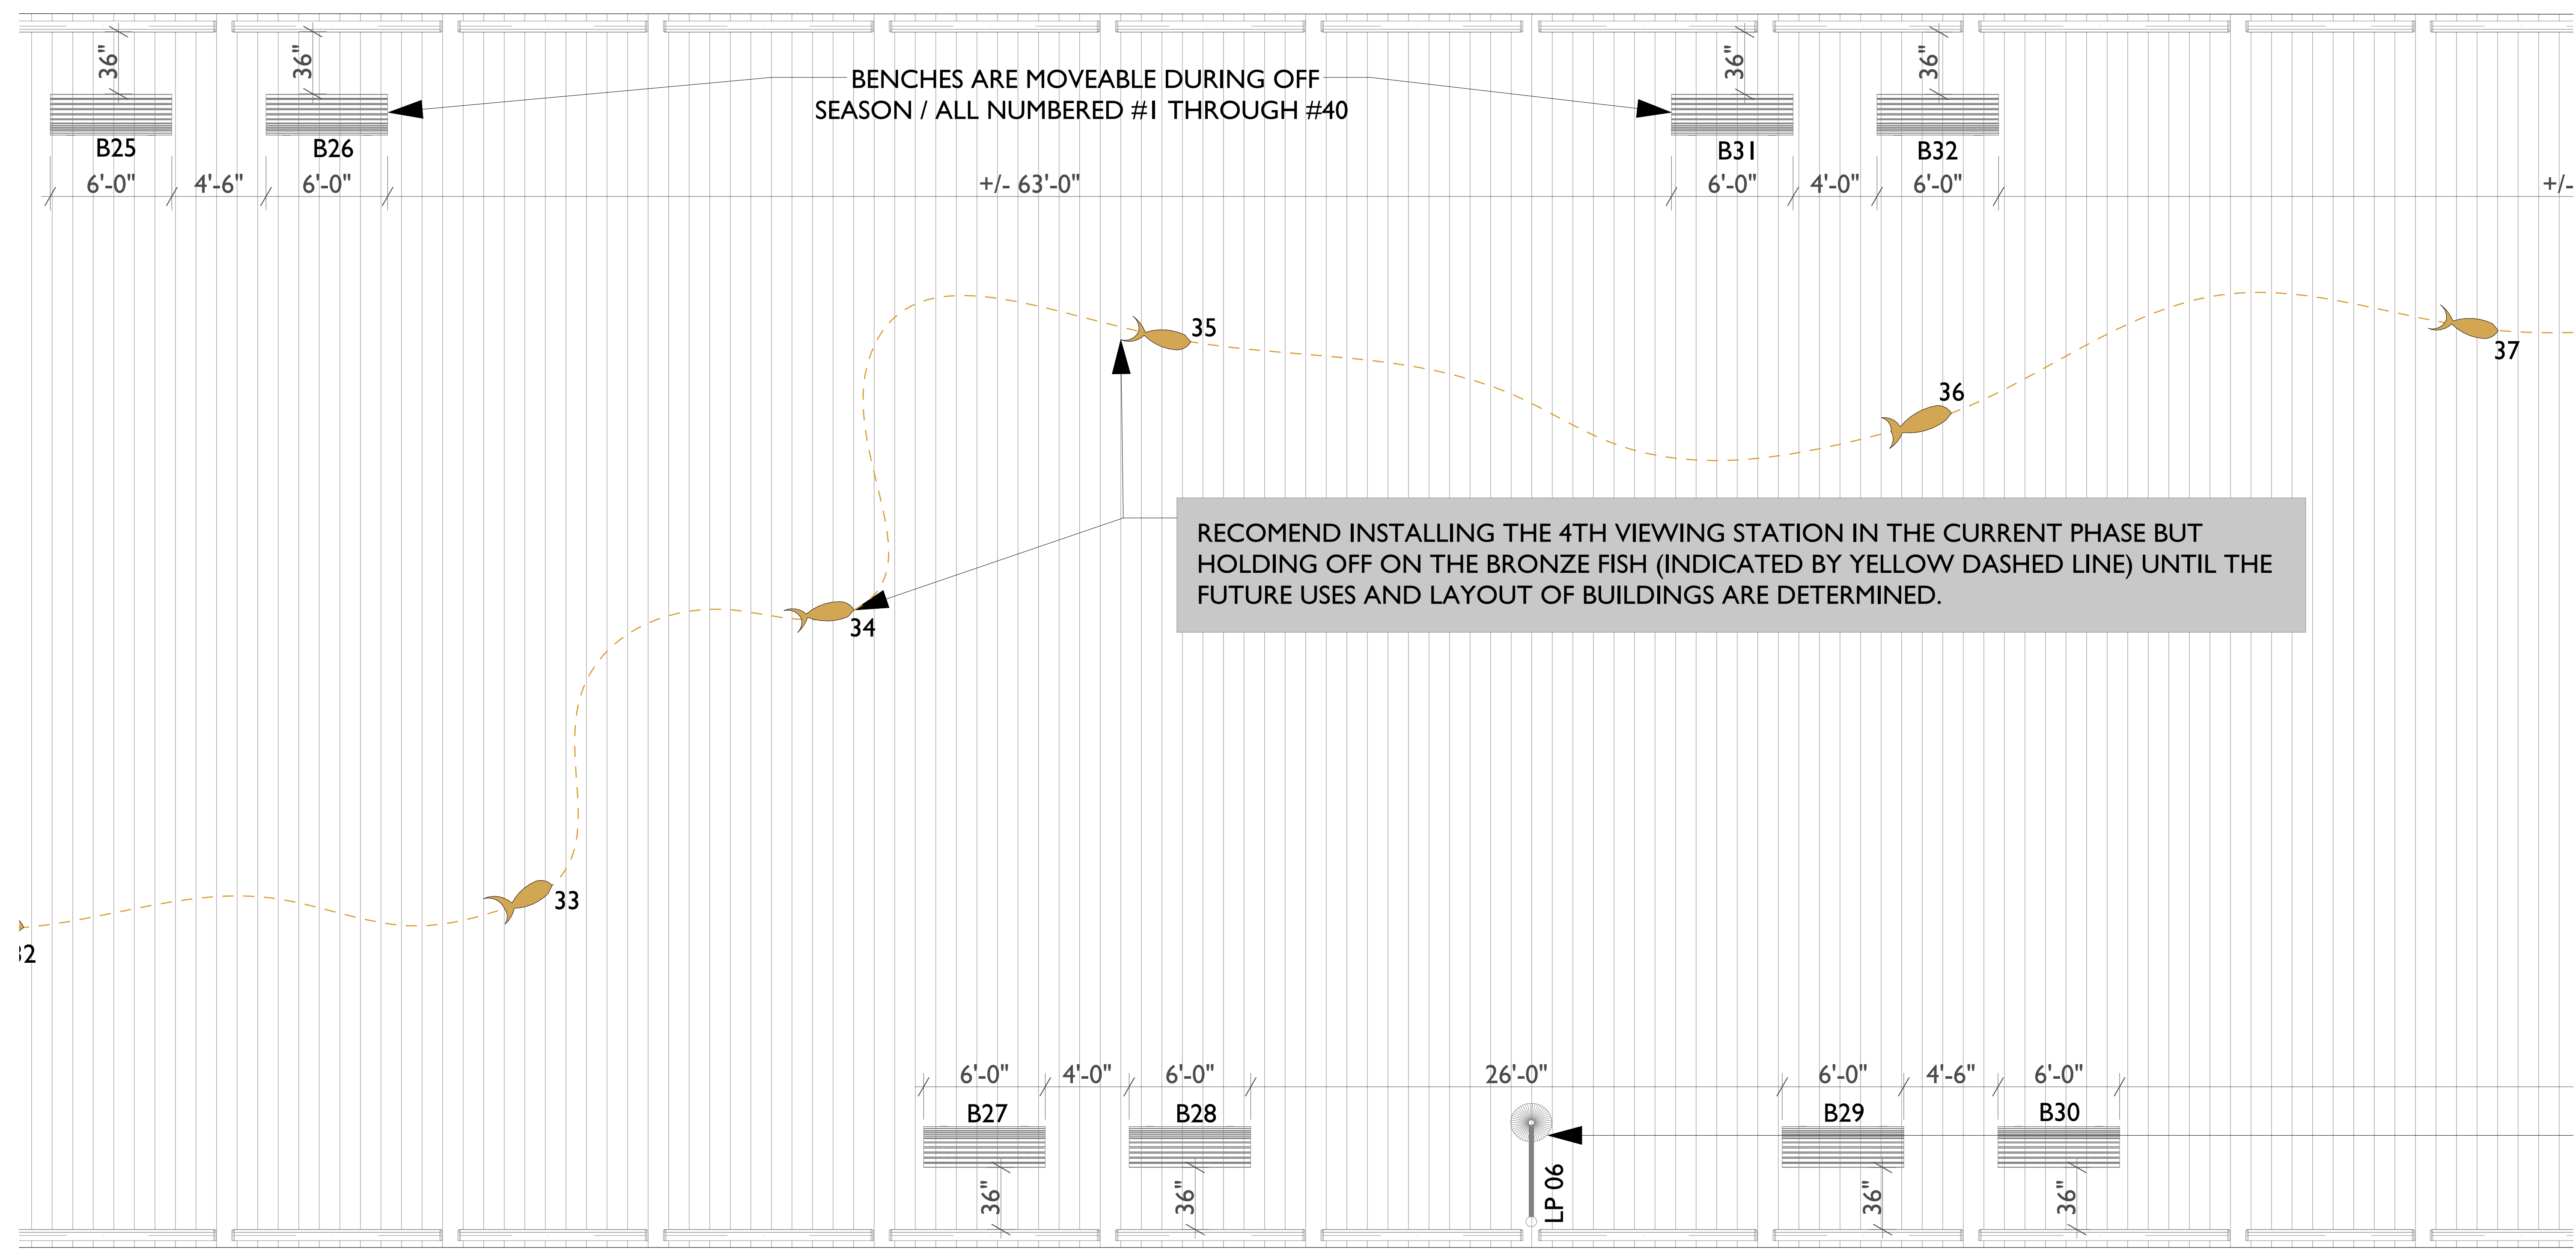 36"
36"
36"
36"
BENCHES ARE MOVEABLE DURING OFF
SEASON / ALL NUMBERED #1 THROUGH #40
B25
B26
B31
B32
6'-0"
4'-6"
6'-0"
+/- 63'-0"
6'-0"
4'-0"
6'-0"
+/-
35
37
36
RECOMEND INSTALLING THE 4TH VIEWING STATION IN THE CURRENT PHASE BUT
HOLDING OFF ON THE BRONZE FISH (INDICATED BY YELLOW DASHED LINE) UNTIL THE
FUTURE USES AND LAYOUT OF BUILDINGS ARE DETERMINED.
34
33
32
6'-0"
4'-0"
6'-0"
26'-0"
6'-0"
4'-6"
6'-0"
B27
B28
B29
B30
36"
36"
LP 06
36"
36"